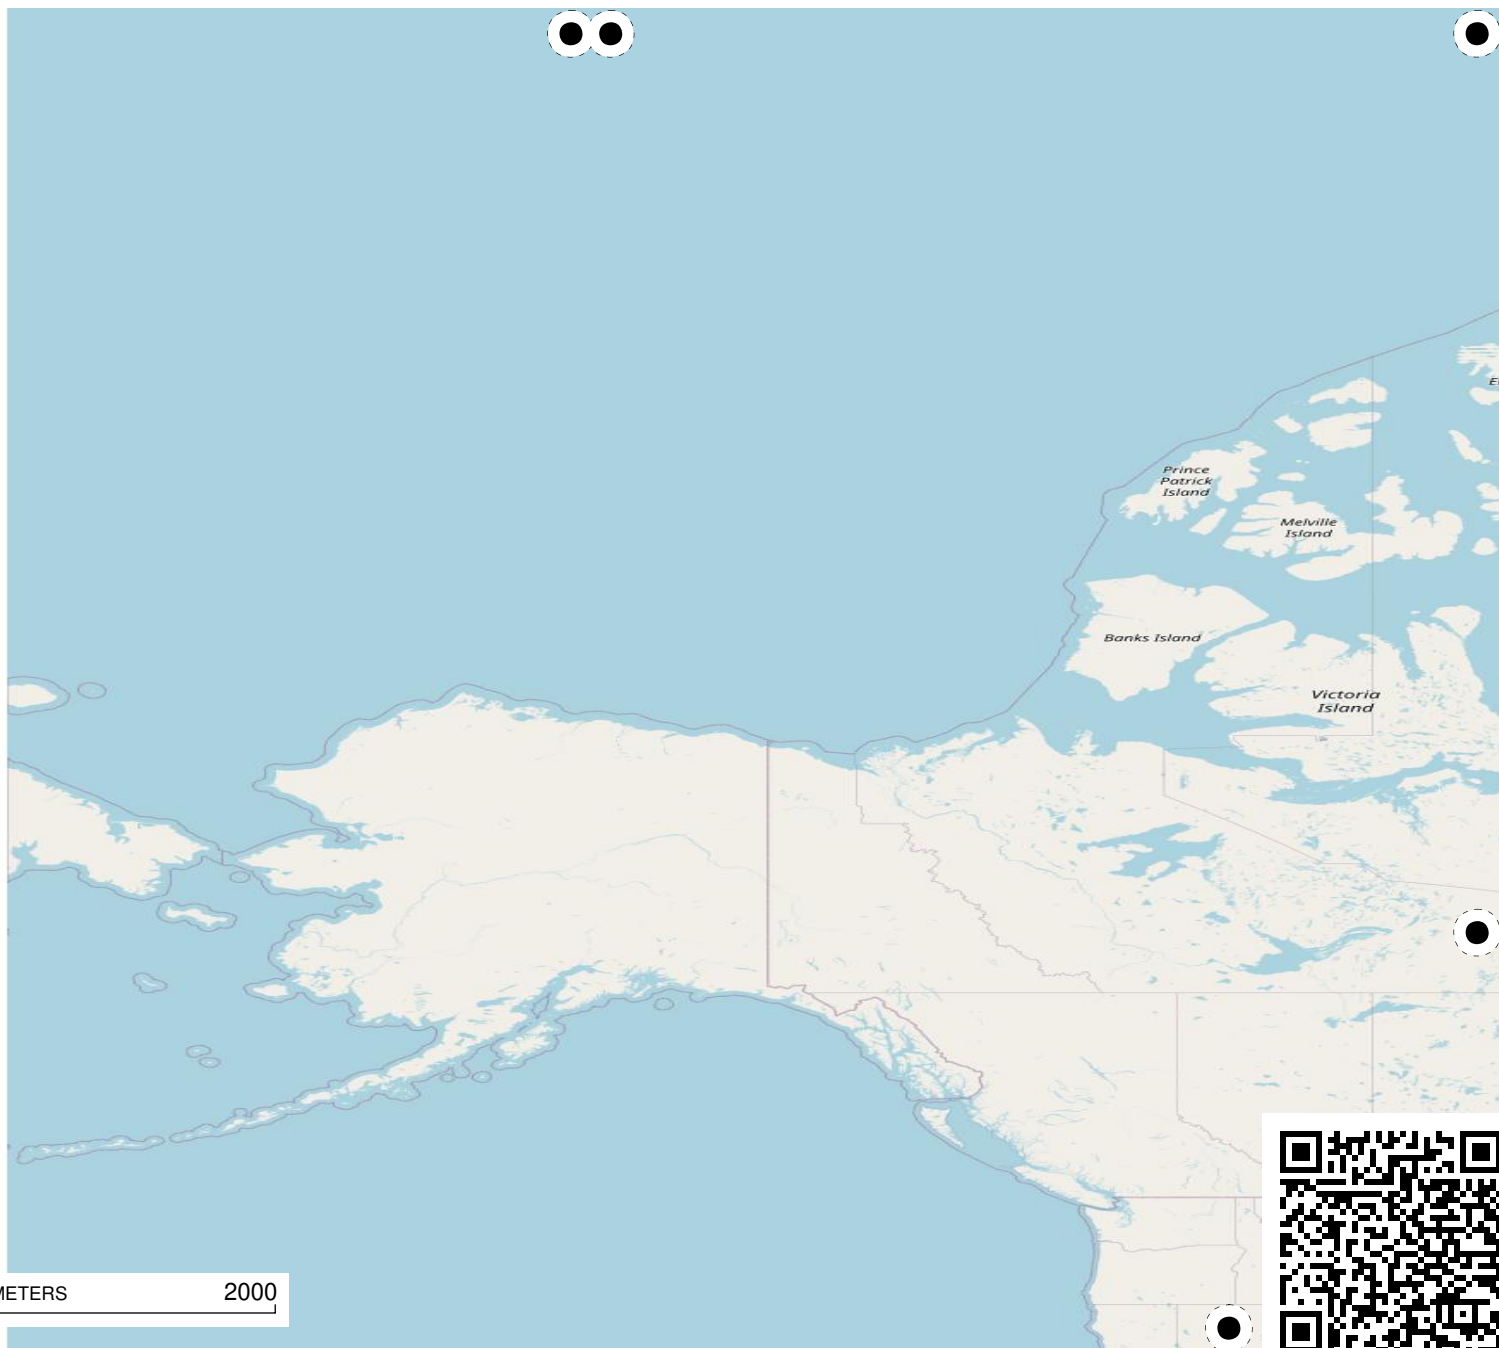 E
Prince
Patrick
Island
Melville
Island
Banks Island
Victoria
Island
METERS 2000